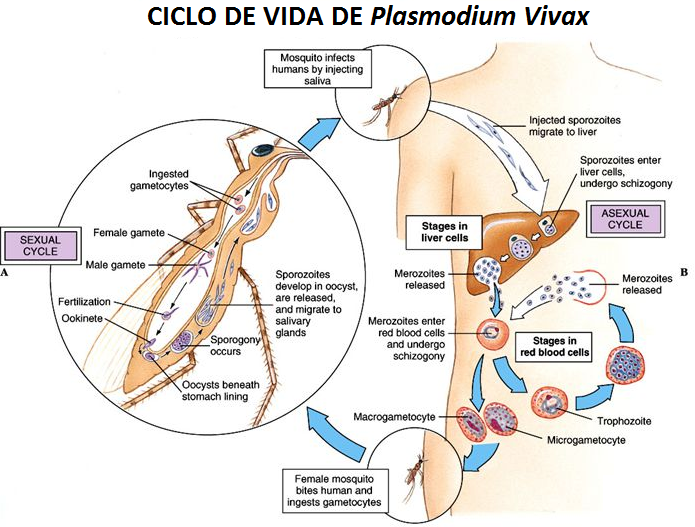 CICLO DE VIDA DE Plasmodium Vivax
Mosquito infects
humans by injecting
saliva
Injected sporozoites
migrate to liver
Sporozoites enter
liver cells,
undergo schizogony
Ingested
gametocytes
SEXUAL
CYCLE
A
Female gamete
Male gamete
Fertilization
Ookinete
Sporozoites
develop in oocyst,
are released,
and migrate to
salivary
glands
Sporogony
occurs
Oocysts beneath
stomach lining
Stages in
liver cells
ASEXUAL
CYCLE
B
Merozoites
released
Merozoites
released
Merozoites enter
red blood cells
and undergo
schizogony
Stages in
red blood cells
Trophozoite
Macrogametocyte
Microgametocyte
Female mosquito
bites human and
ingests gametocytes